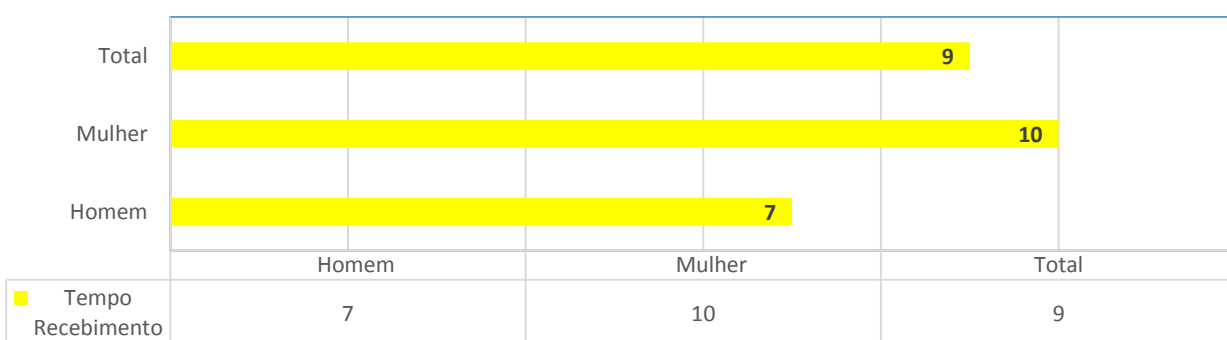 Total
9
Mulher
10
Homem
7
Homem Mulher Total
Tempo
Recebimento
7 10 9